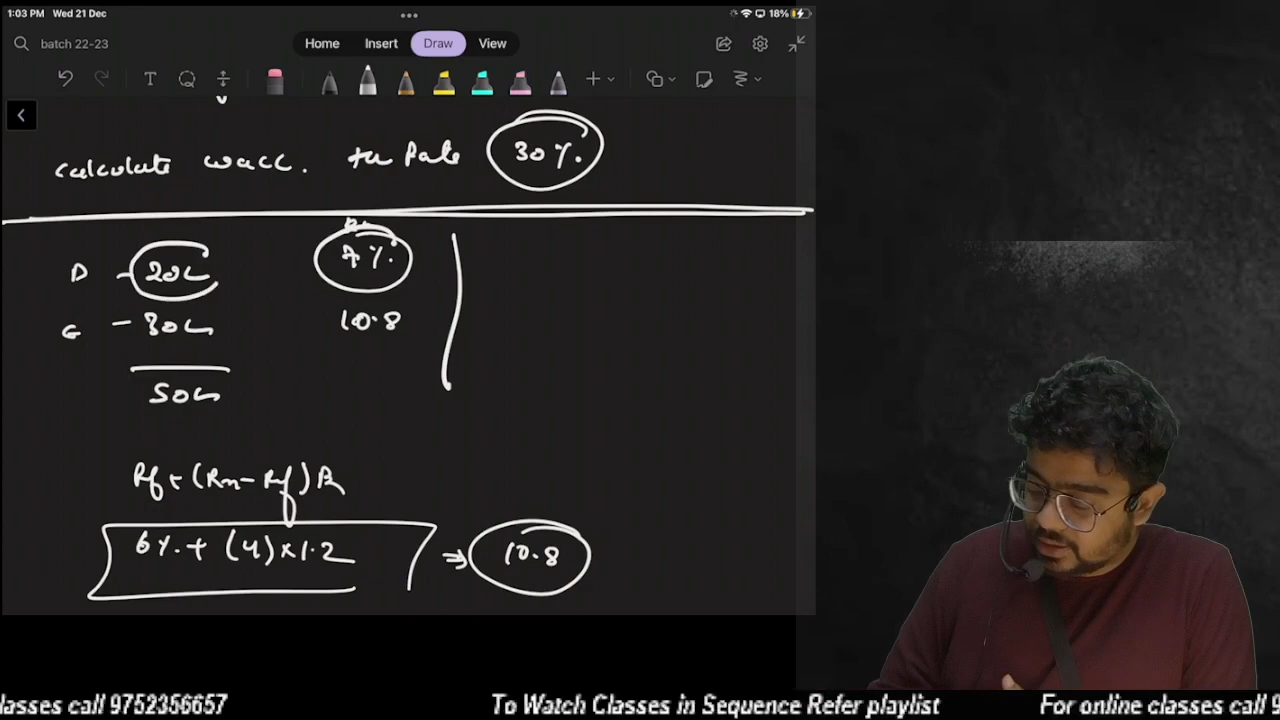 1:03 PM Wed 21 Dec
18%
batch 22-23
Home Insert Draw View
calculate wacc. tax Rate 30%.
D - 20L 7%.
E - 30L 10.8
50L
Rf + (Rm - Rf) B
6%. + (4) x 1.2 ⇒ 10.8
lasses call 9752356657 To Watch Classes in Sequence Refer playlist For online classes call 9